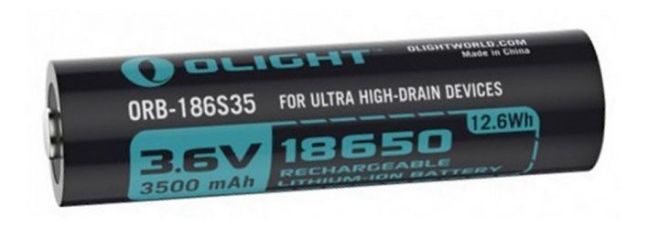 OLIGHT™
OLIGHTWORLD.COM
Made in China
ORB-186S35 FOR ULTRA HIGH-DRAIN DEVICES
12.6Wh
3.6V 18650
3500 mAh
RECHARGEABLE
LITHIUM-ION BATTERY